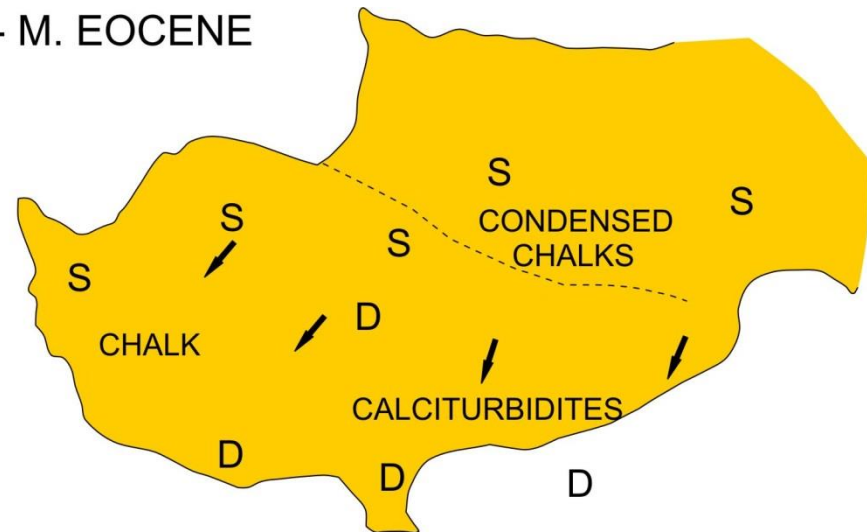 - M. EOCENE
S
S
S
CONDENSED
CHALKS
S
S
D
CHALK
CALCITURBIDITES
D
D
D